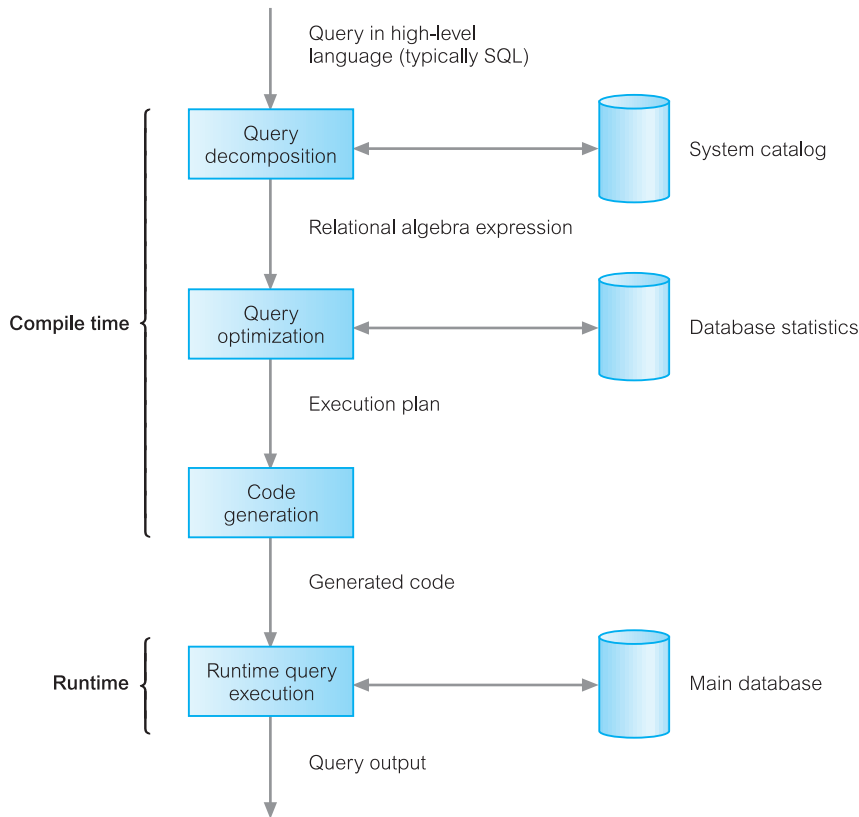 Query in high-level
language (typically SQL)
Query
decomposition
System catalog
Relational algebra expression
Compile time
Query
optimization
Database statistics
Execution plan
Code
generation
Generated code
Runtime
Runtime query
execution
Main database
Query output